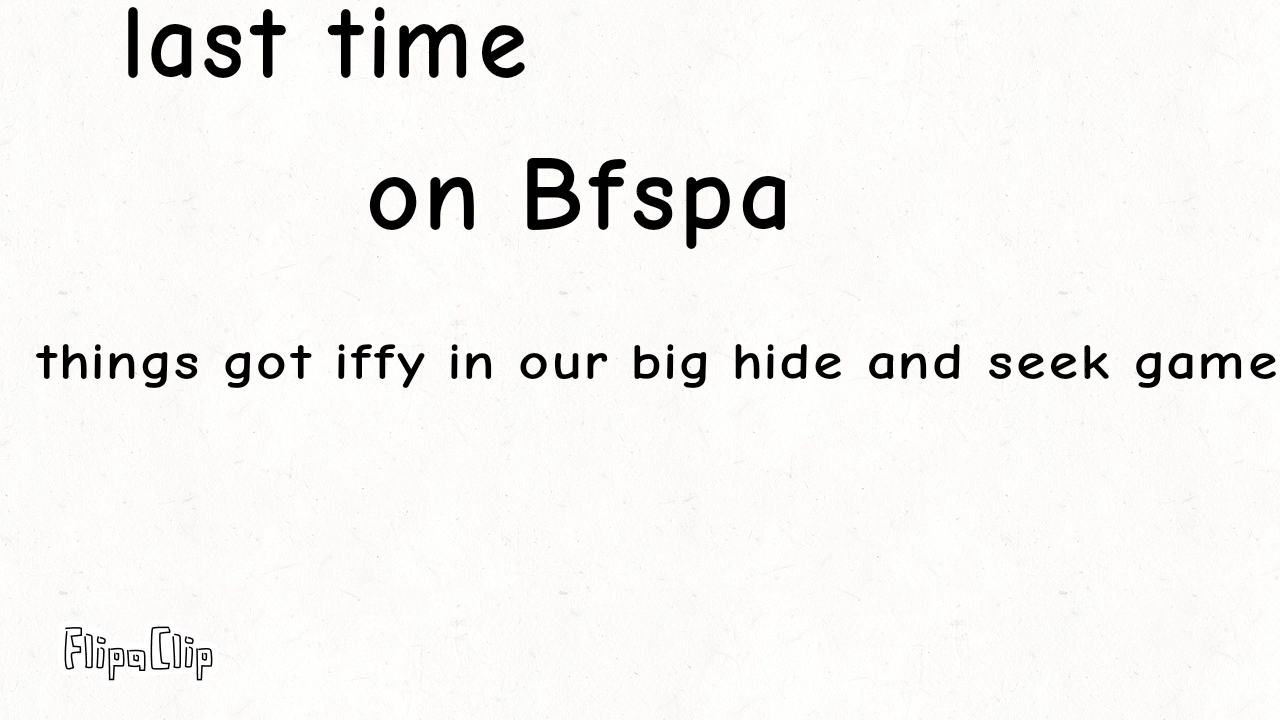 last time
on Bfspa
things got iffy in our big hide and seek game
FlipaClip